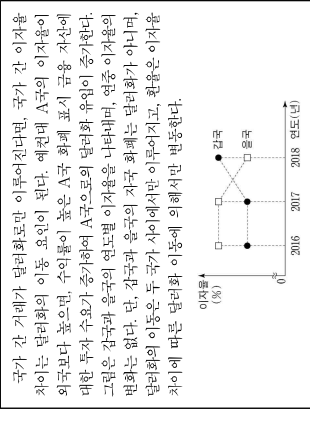 국가 간 거래가 달러화로만 이루어진다면, 국가 간 이자율
차이는 달러화의 이동 요인이 된다. 예컨대 A국의 이자율이
외국보다 높으면, 수익률이 높은 A국 화폐 표시 금융 자산에
대한 투자 수요가 증가하여 A국으로의 달러화 유입이 증가한다.
그림은 갑국과 을국의 연도별 이자율을 나타내며, 연중 이자율의
변화는 없다. 단, 갑국과 을국의 자국 화폐는 달러화가 아니며,
달러화의 이동은 두 국가 사이에서만 이루어지고, 환율은 이자율
차이에 따른 달러화 이동에 의해서만 변동한다.
이자율
(%)
갑국
을국
0
2016
2017
2018
연도(년)